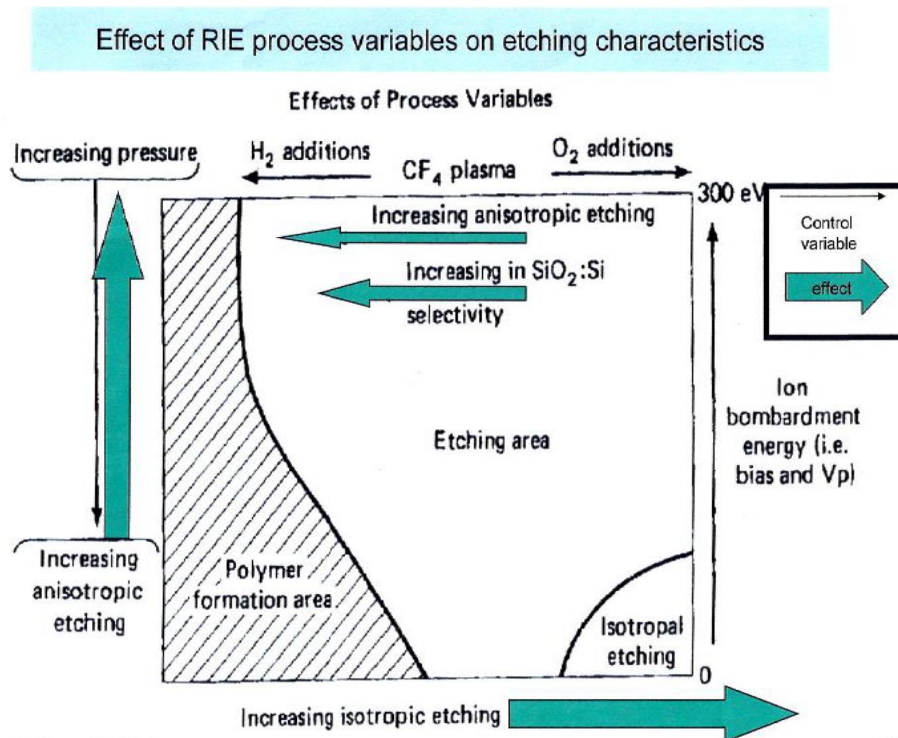 Effect of RIE process variables on etching characteristics
Effects of Process Variables
Increasing pressure
H₂ additions
CF₄ plasma
O₂ additions
300 eV
Increasing anisotropic etching
Increasing in SiO₂:Si
selectivity
Control
variable
effect
Etching area
Ion
bombardment
energy (i.e.
bias and Vp)
Increasing
anisotropic
etching
Polymer
formation area
Isotropal
etching
0
Increasing isotropic etching